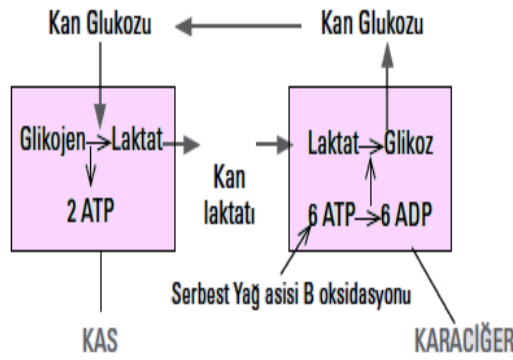 Kan Glukozu
Kan Glukozu
Glikojen Laktat
2 ATP
Kan
laktatı
Laktat Glikoz
6 ATP 6 ADP
Serbest Yağ asisi B oksidasyonu
KAS
KARACİĞER